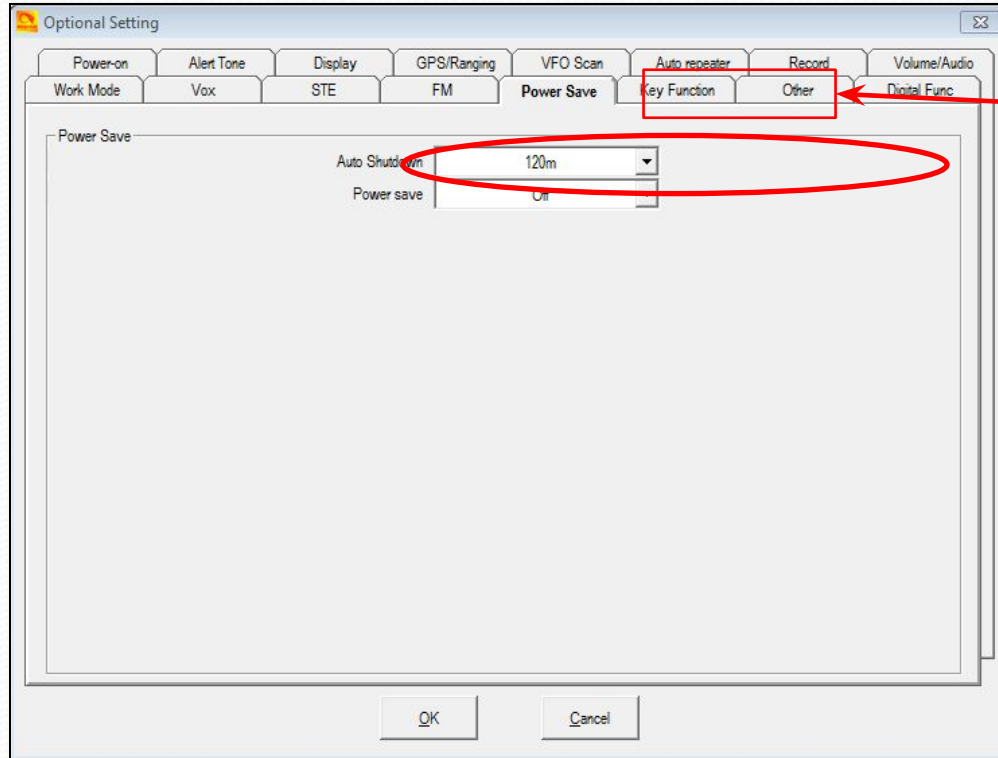 Optional Setting
Power-on Alert Tone Display GPS/Ranging VFO Scan Auto repeater Record Volume/Audio
Work Mode Vox STE FM Power Save Key Function Other Digital Func
Power Save
Auto Shutdown 120m
Power save Off
OK Cancel